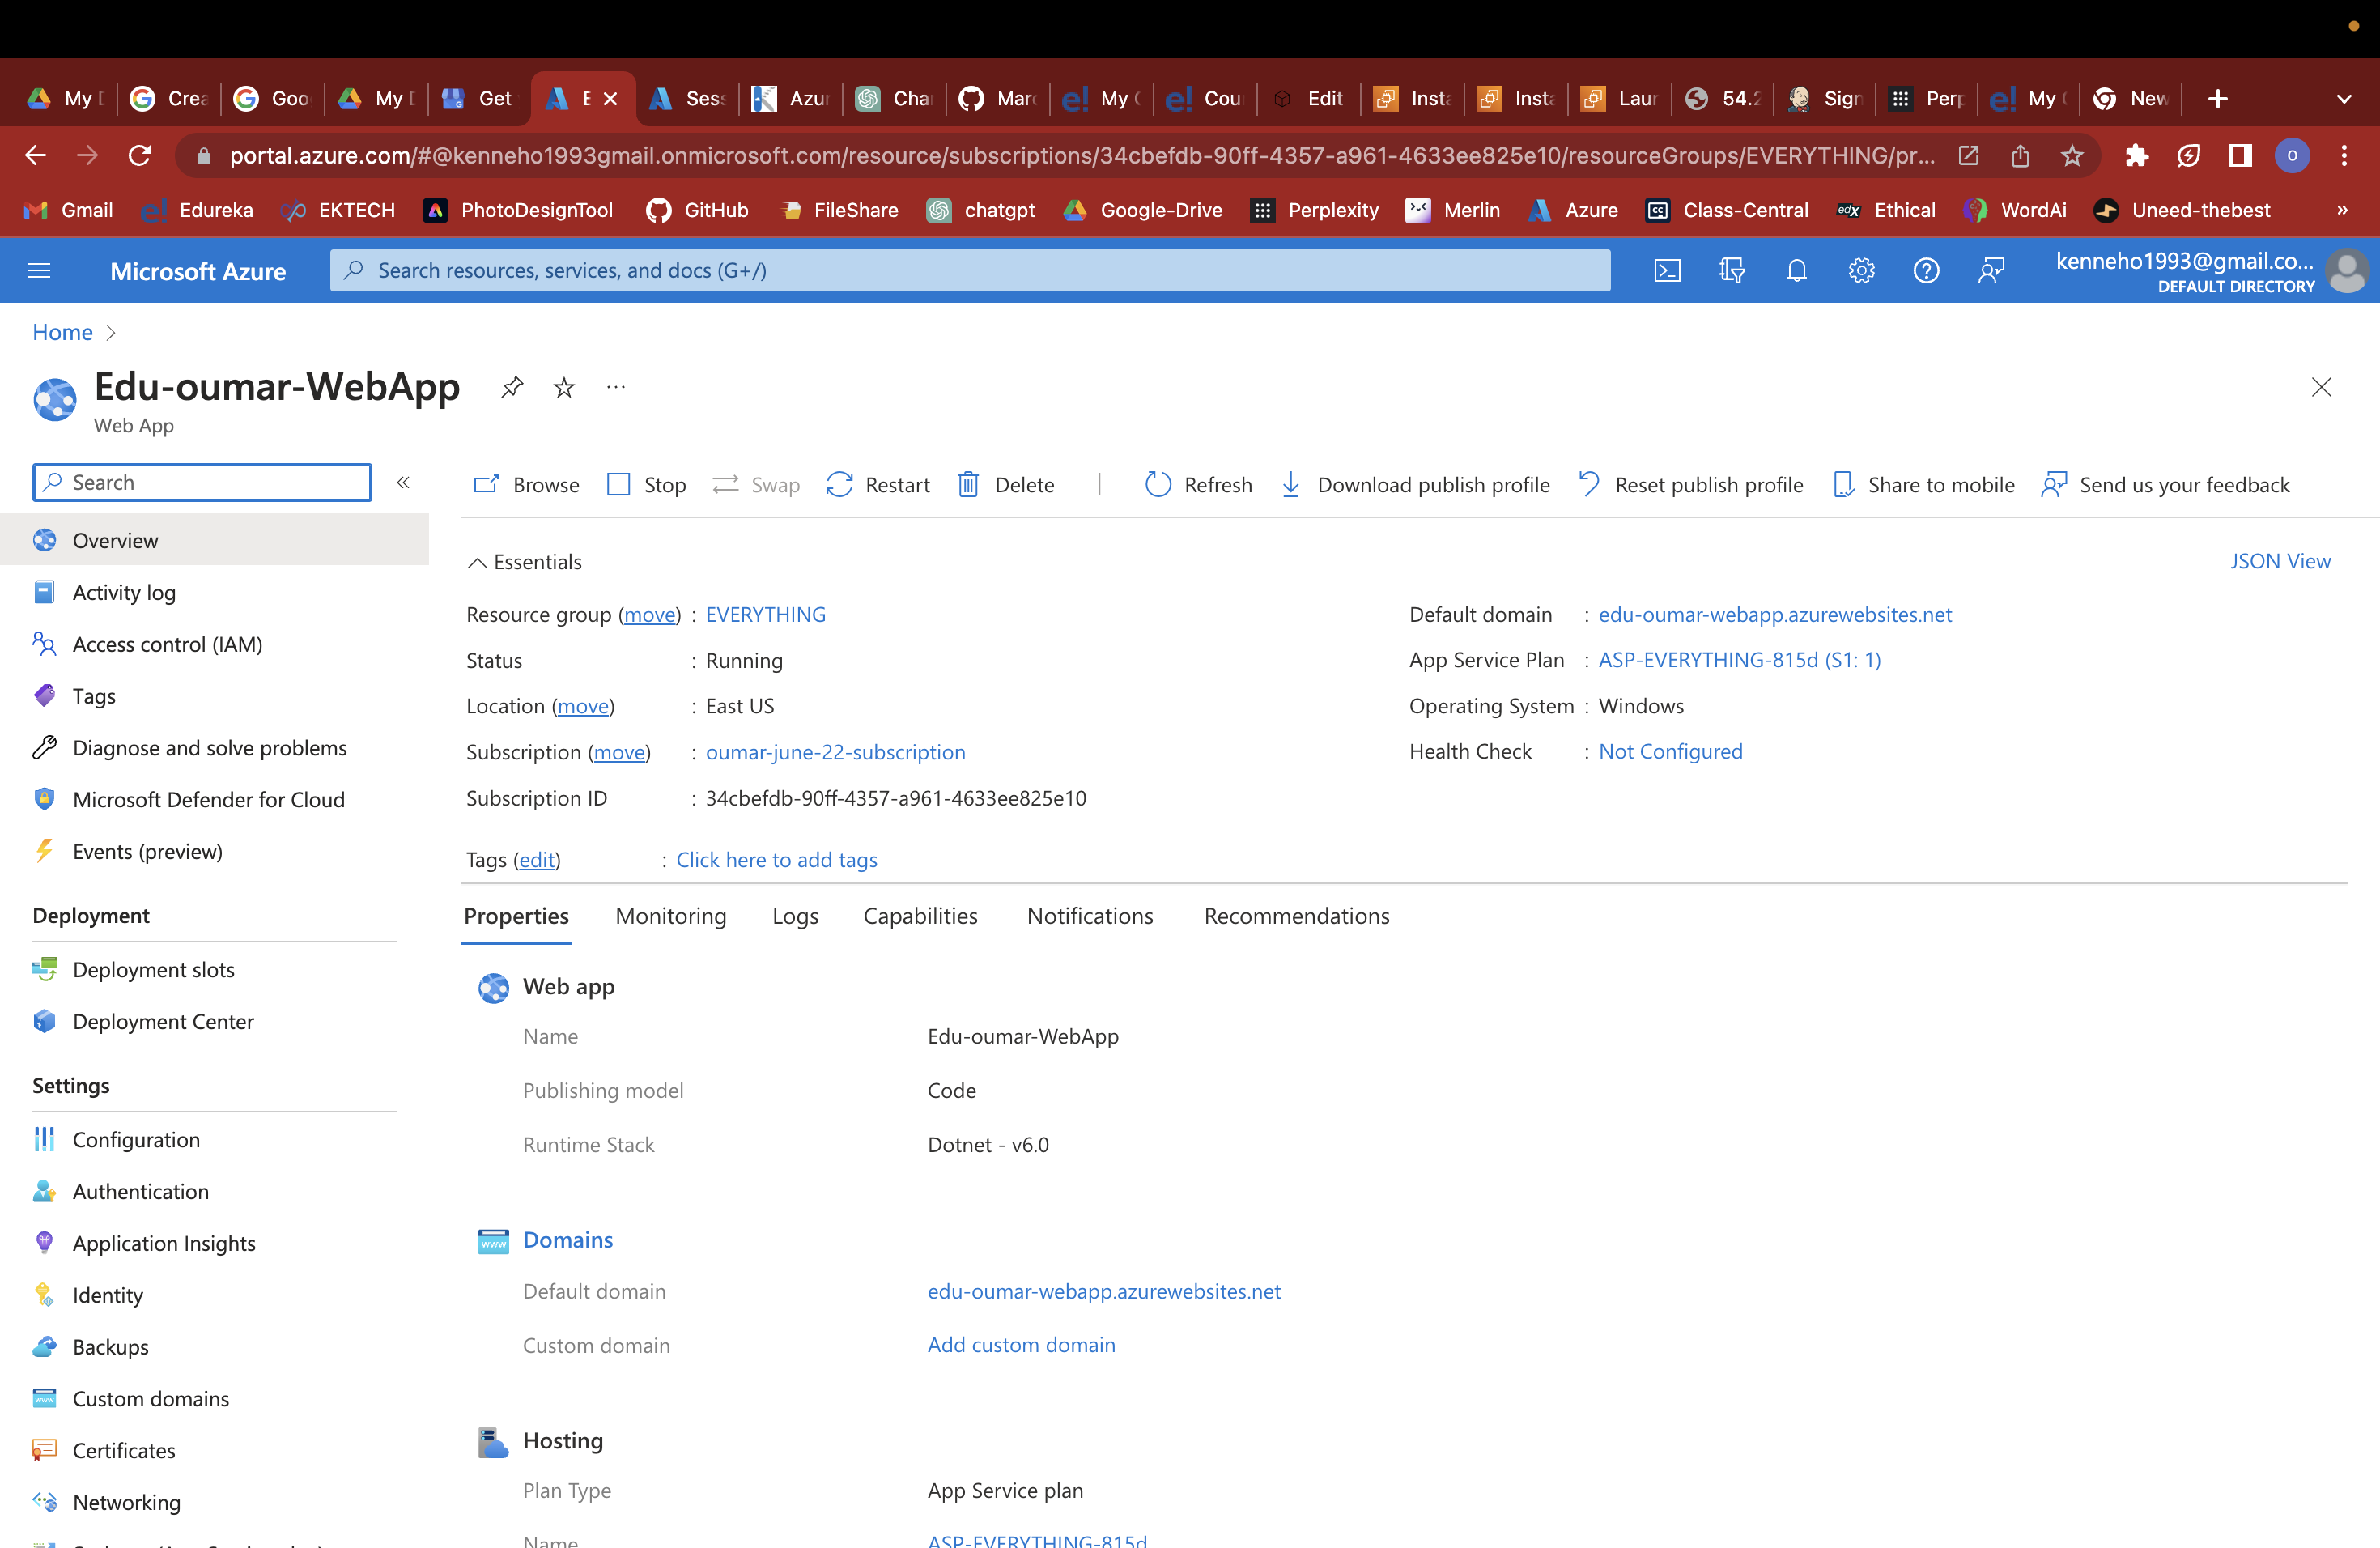 My D
Crea
Goo
My D
Get
E
Sess
Azur
Chat
Marc
My C
Cour
Edit
Insta
Insta
Laun
54.2
Sign
Perp
My C
New
portal.azure.com/#@kenneho1993gmail.onmicrosoft.com/resource/subscriptions/34cbefdb-90ff-4357-a961-4633ee825e10/resourceGroups/EVERYTHING/pr...
O
Gmail Edurekа EKTECH PhotoDesignTool GitHub FileShare chatgpt Google-Drive Perplexity Merlin Azure Class-Central Ethical WordAi Uneed-thebest »
Microsoft Azure
Search resources, services, and docs (G+/)
kenneho1993@gmail.co...
DEFAULT DIRECTORY
Home
Edu-oumar-WebApp
Web App
Search
Browse Stop Swap Restart Delete Refresh Download publish profile Reset publish profile Share to mobile Send us your feedback
Overview
Activity log
Access control (IAM)
Tags
Diagnose and solve problems
Microsoft Defender for Cloud
Events (preview)
Deployment
Deployment slots
Deployment Center
Settings
Configuration
Authentication
Application Insights
Identity
Backups
Custom domains
Certificates
Networking
Essentials
JSON View
Resource group (move) : EVERYTHING
Status : Running
Location (move) : East US
Subscription (move) : oumar-june-22-subscription
Subscription ID : 34cbefdb-90ff-4357-a961-4633ee825e10
Default domain : edu-oumar-webapp.azurewebsites.net
App Service Plan : ASP-EVERYTHING-815d (S1: 1)
Operating System : Windows
Health Check : Not Configured
Tags (edit) : Click here to add tags
Properties Monitoring Logs Capabilities Notifications Recommendations
Web app
Name Edu-oumar-WebApp
Publishing model Code
Runtime Stack Dotnet - v6.0
Domains
Default domain edu-oumar-webapp.azurewebsites.net
Custom domain Add custom domain
Hosting
Plan Type App Service plan
Name ASP-EVERYTHING-815d